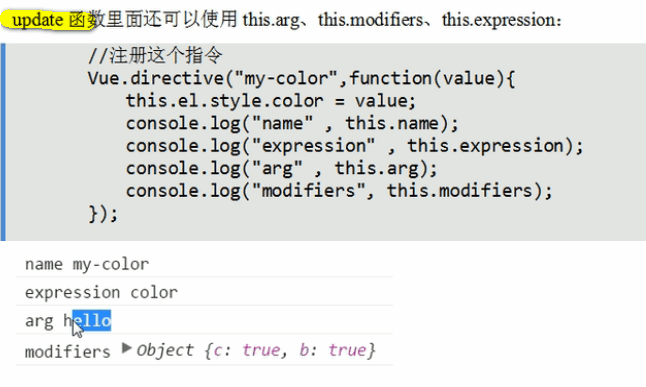 update 函数里面还可以使用 this.arg、this.modifiers、this.expression：
//注册这个指令
Vue.directive("my-color",function(value){
this.el.style.color = value;
console.log("name" , this.name);
console.log("expression" , this.expression);
console.log("arg" , this.arg);
console.log("modifiers", this.modifiers);
});
name my-color
expression color
arg hello
modifiers ▶Object {c: true, b: true}